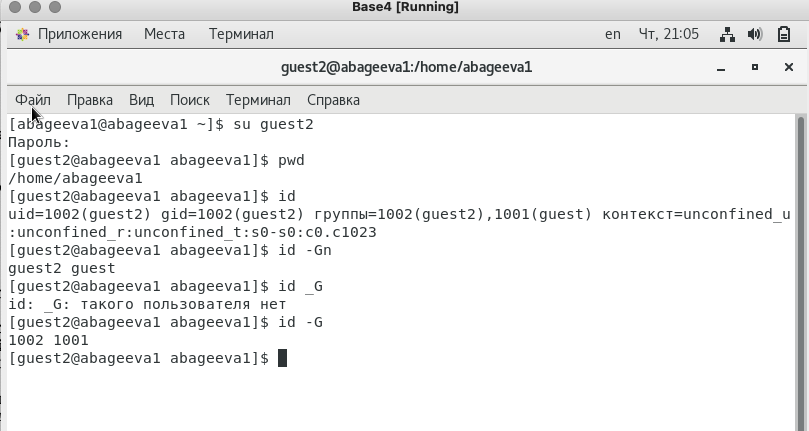 Base4 [Running]
Приложения Места Терминал en Чт, 21:05
guest2@abageeva1:/home/abageeva1
Файл Правка Вид Поиск Терминал Справка
[abageeva1@abageeva1 ~]$ su guest2
Пароль:
[guest2@abageeva1 abageeva1]$ pwd
/home/abageeva1
[guest2@abageeva1 abageeva1]$ id
uid=1002(guest2) gid=1002(guest2) группы=1002(guest2),1001(guest) контекст=unconfined_u
:unconfined_r:unconfined_t:s0-s0:c0.c1023
[guest2@abageeva1 abageeva1]$ id -Gn
guest2 guest
[guest2@abageeva1 abageeva1]$ id _G
id: _G: такого пользователя нет
[guest2@abageeva1 abageeva1]$ id -G
1002 1001
[guest2@abageeva1 abageeva1]$